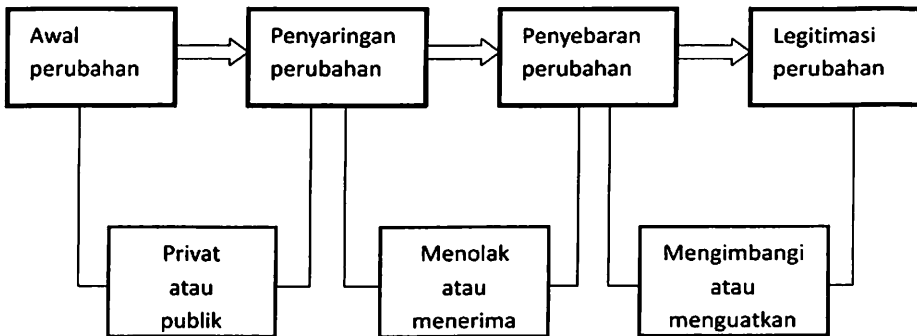 Awal
perubahan
Penyaringan
perubahan
Penyebaran
perubahan
Legitimasi
perubahan
Privat
atau
publik
Menolak
atau
menerima
Mengimbangi
atau
menguatkan